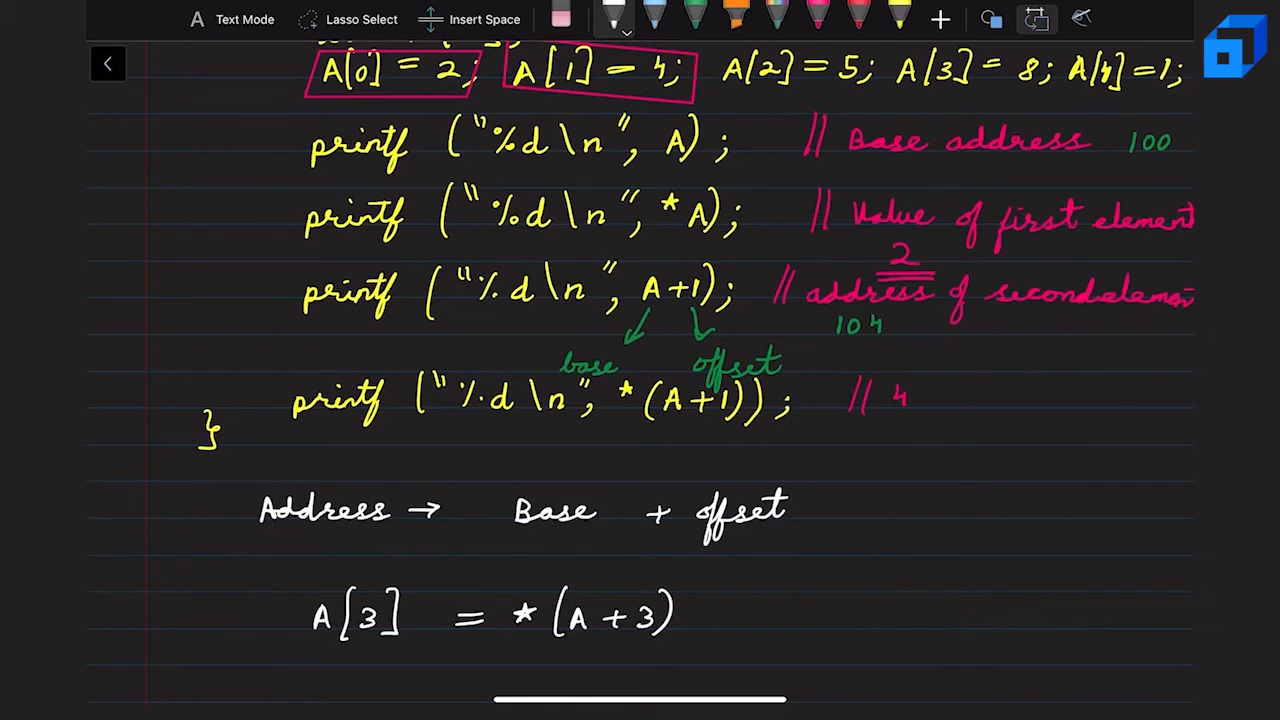 Text Mode Lasso Select Insert Space
A[0] = 2; A[1] = 4; A[2] = 5; A[3] = 8; A[4] = 1;
printf ("%d\n", A); // Base address 100
printf ("%d\n", *A); // Value of first element
2
printf ("%d\n", A+1); // address of second element
104
base offset
printf ("%d\n", *(A+1)); // 4
}
Address → Base + offset
A[3] = *(A+3)